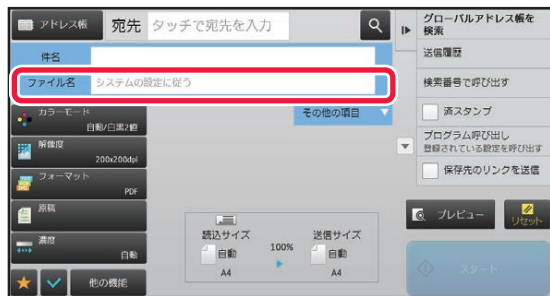 アドレス帳
宛先
タッチで宛先を入力
件名
ファイル名
システムの設定に従う
カラーモード
自動/白黒2値
解像度
200x200dpi
フォーマット
PDF
原稿
濃度
自動
他の機能
その他の項目
読込サイズ
自動
A4
100%
送信サイズ
自動
A4
グローバルアドレス帳を
検索
送信履歴
検索番号で呼び出す
済スタンプ
プログラム呼び出し
登録されている設定を呼び出す
保存先のリンクを送信
プレビュー
リセット
スタート